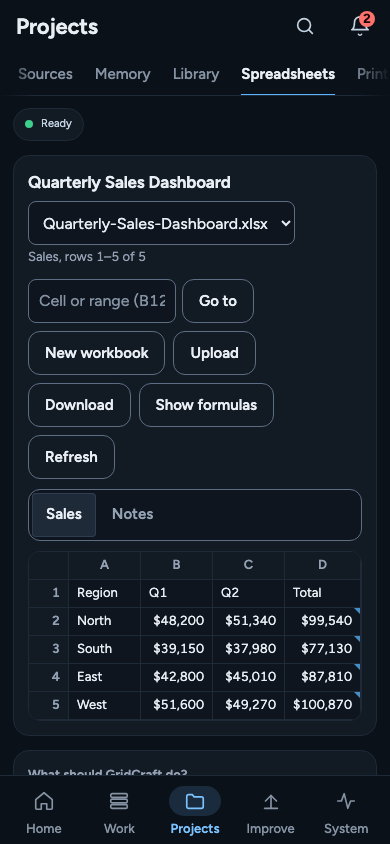 Projects
2
Sources Memory Library Spreadsheets Print
Ready
Quarterly Sales Dashboard
Quarterly-Sales-Dashboard.xlsx
Sales, rows 1–5 of 5
Cell or range (B12 Go to
New workbook Upload
Download Show formulas
Refresh
Sales Notes
A B C D
1 Region Q1 Q2 Total
2 North $48,200 $51,340 $99,540
3 South $39,150 $37,980 $77,130
4 East $42,800 $45,010 $87,810
5 West $51,600 $49,270 $100,870
What should GridCraft do?
Home Work Projects Improve System